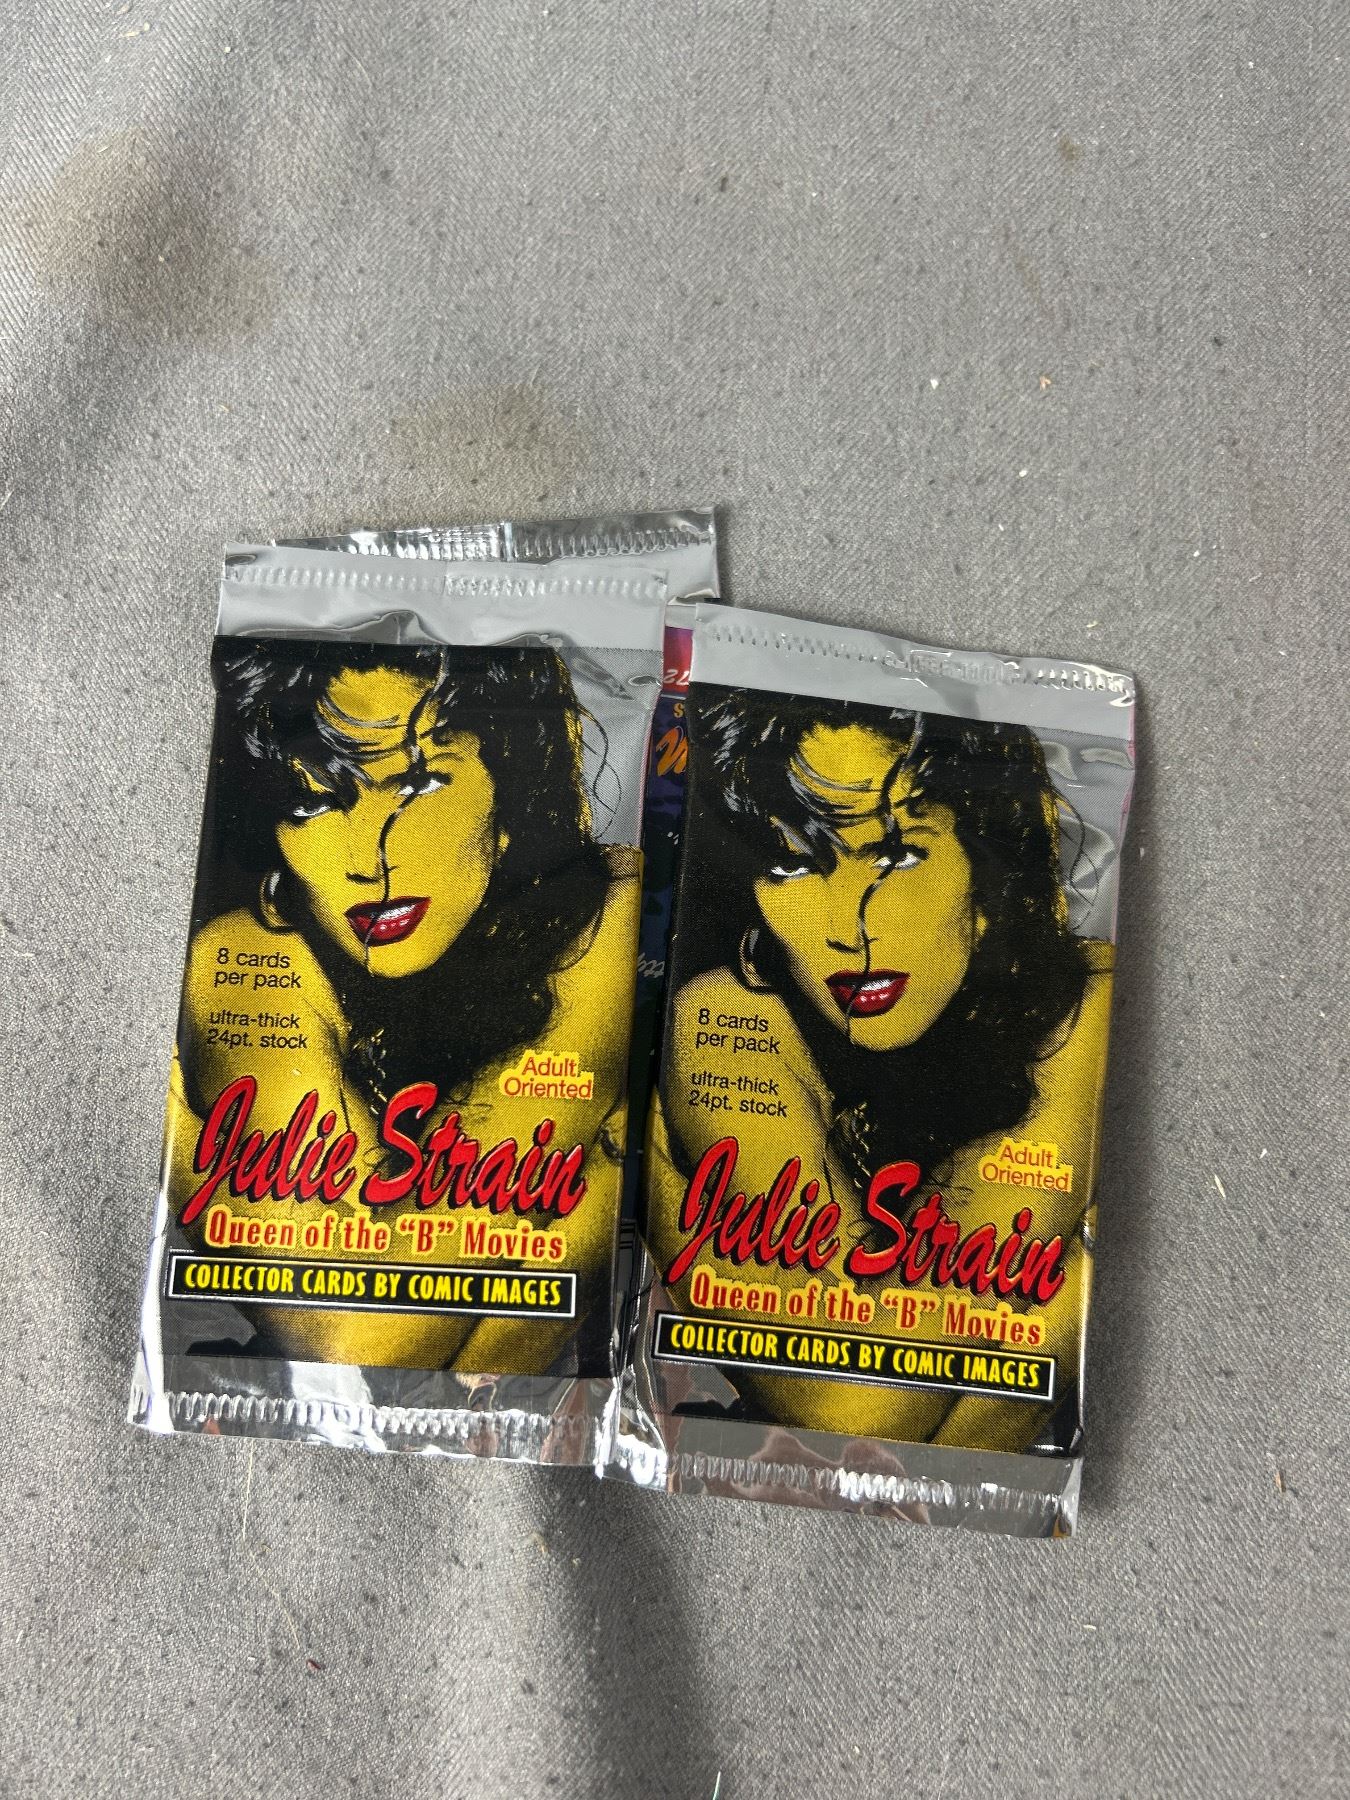 8 cards
per pack
ultra-thick
24pt. stock
Adult
Oriented
Julie Strain
Queen of the "B" Movies
COLLECTOR CARDS BY COMIC IMAGES
8 cards
per pack
ultra-thick
24pt. stock
Adult
Oriented
Julie Strain
Queen of the "B" Movies
COLLECTOR CARDS BY COMIC IMAGES